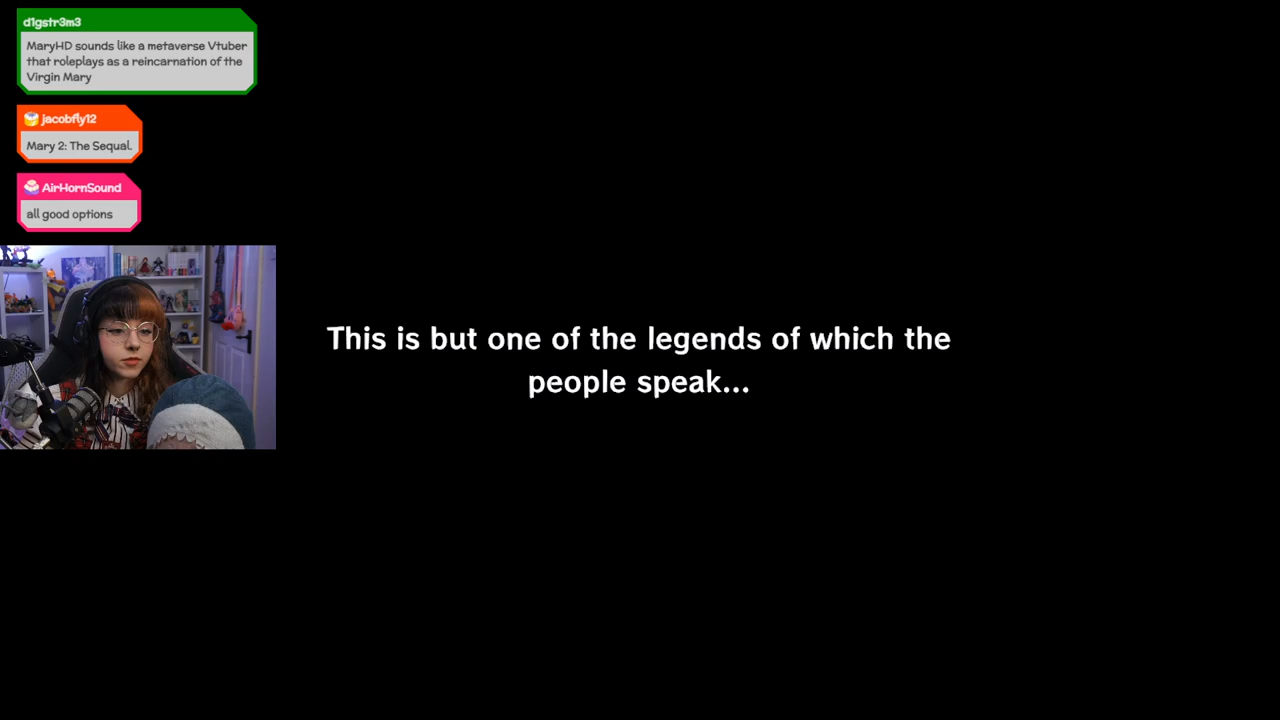 d1gstr3m3
MaryHD sounds like a metaverse Vtuber
that roleplays as a reincarnation of the
Virgin Mary
jacobfly12
Mary 2: The Sequal.
AirHornSound
all good options
This is but one of the legends of which the
people speak...